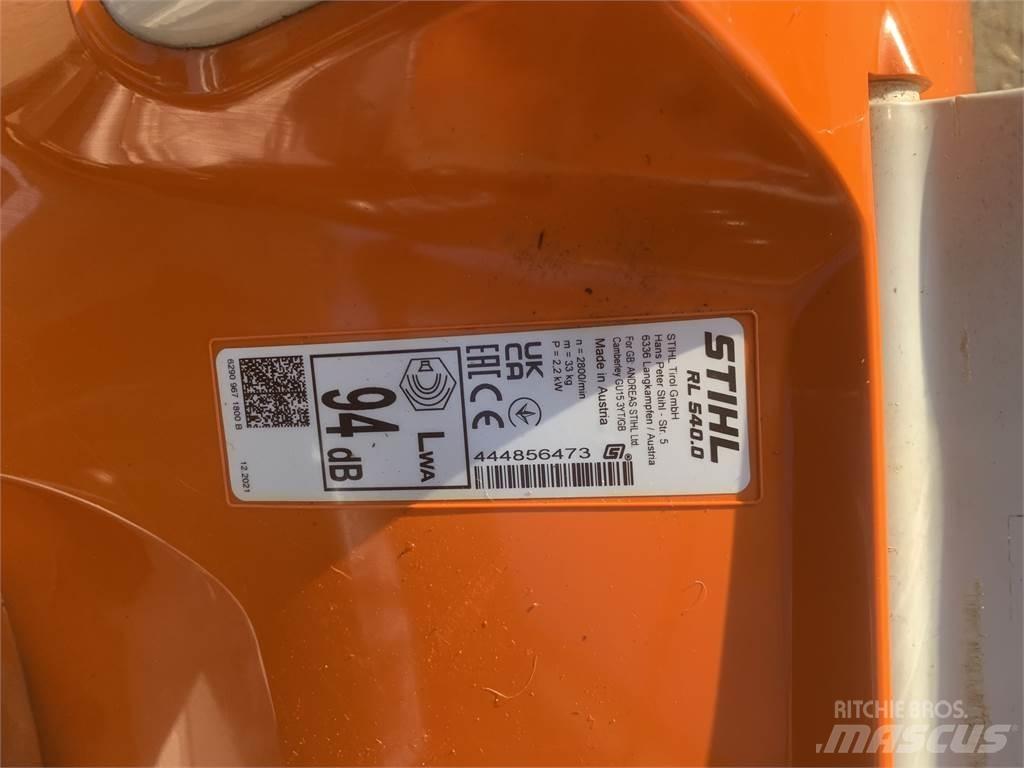 STIHL
RL 540.0
STIHL Tirol GmbH
Hans Peter Stihl - Str. 5
6336 Langkampfen / Austria
For GB: ANDREAS STIHL Ltd.
Camberley GU15 3YT/GB
Made in Austria
n = 2800/min
m = 33 kg
P = 2.2 kW
444856473
UK
CA
EAC CE
LWA
94 dB
6290 967 1800 B
12.2021
RITCHIE BROS.
MASCUS